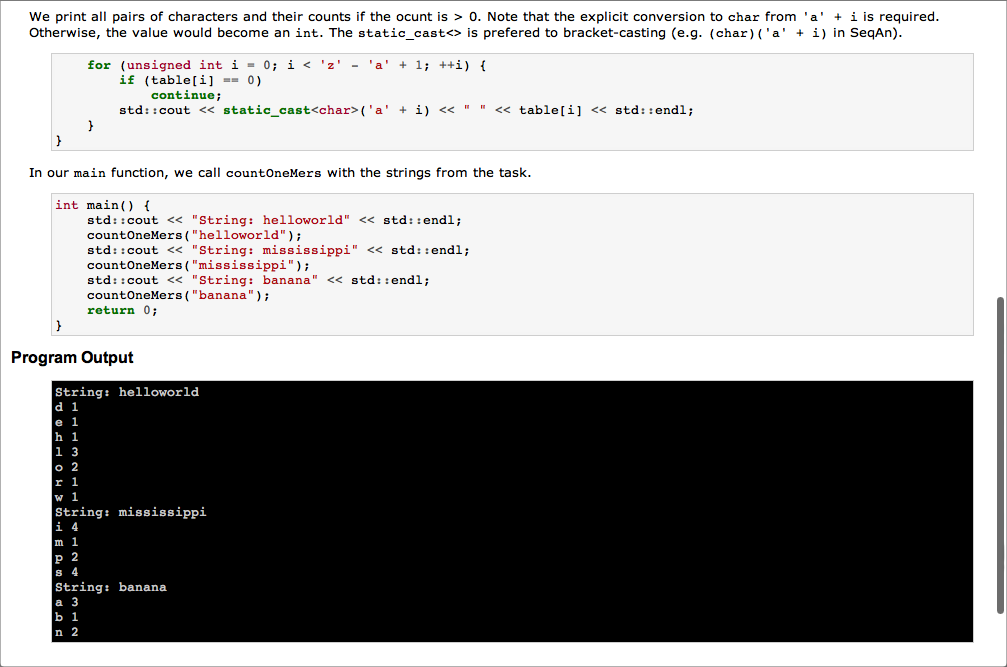 We print all pairs of characters and their counts if the ocunt is > 0. Note that the explicit conversion to char from 'a' + i is required.
Otherwise, the value would become an int. The static_cast<> is prefered to bracket-casting (e.g. (char)('a' + i) in SeqAn).
    for (unsigned int i = 0; i < 'z' - 'a' + 1; ++i) {
        if (table[i] == 0)
            continue;
        std::cout << static_cast<char>('a' + i) << " " << table[i] << std::endl;
    }
}
In our main function, we call countOneMers with the strings from the task.
int main() {
    std::cout << "String: helloworld" << std::endl;
    countOneMers("helloworld");
    std::cout << "String: mississippi" << std::endl;
    countOneMers("mississippi");
    std::cout << "String: banana" << std::endl;
    countOneMers("banana");
    return 0;
}
Program Output
String: helloworld
d 1
e 1
h 1
l 3
o 2
r 1
w 1
String: mississippi
i 4
m 1
p 2
s 4
String: banana
a 3
b 1
n 2